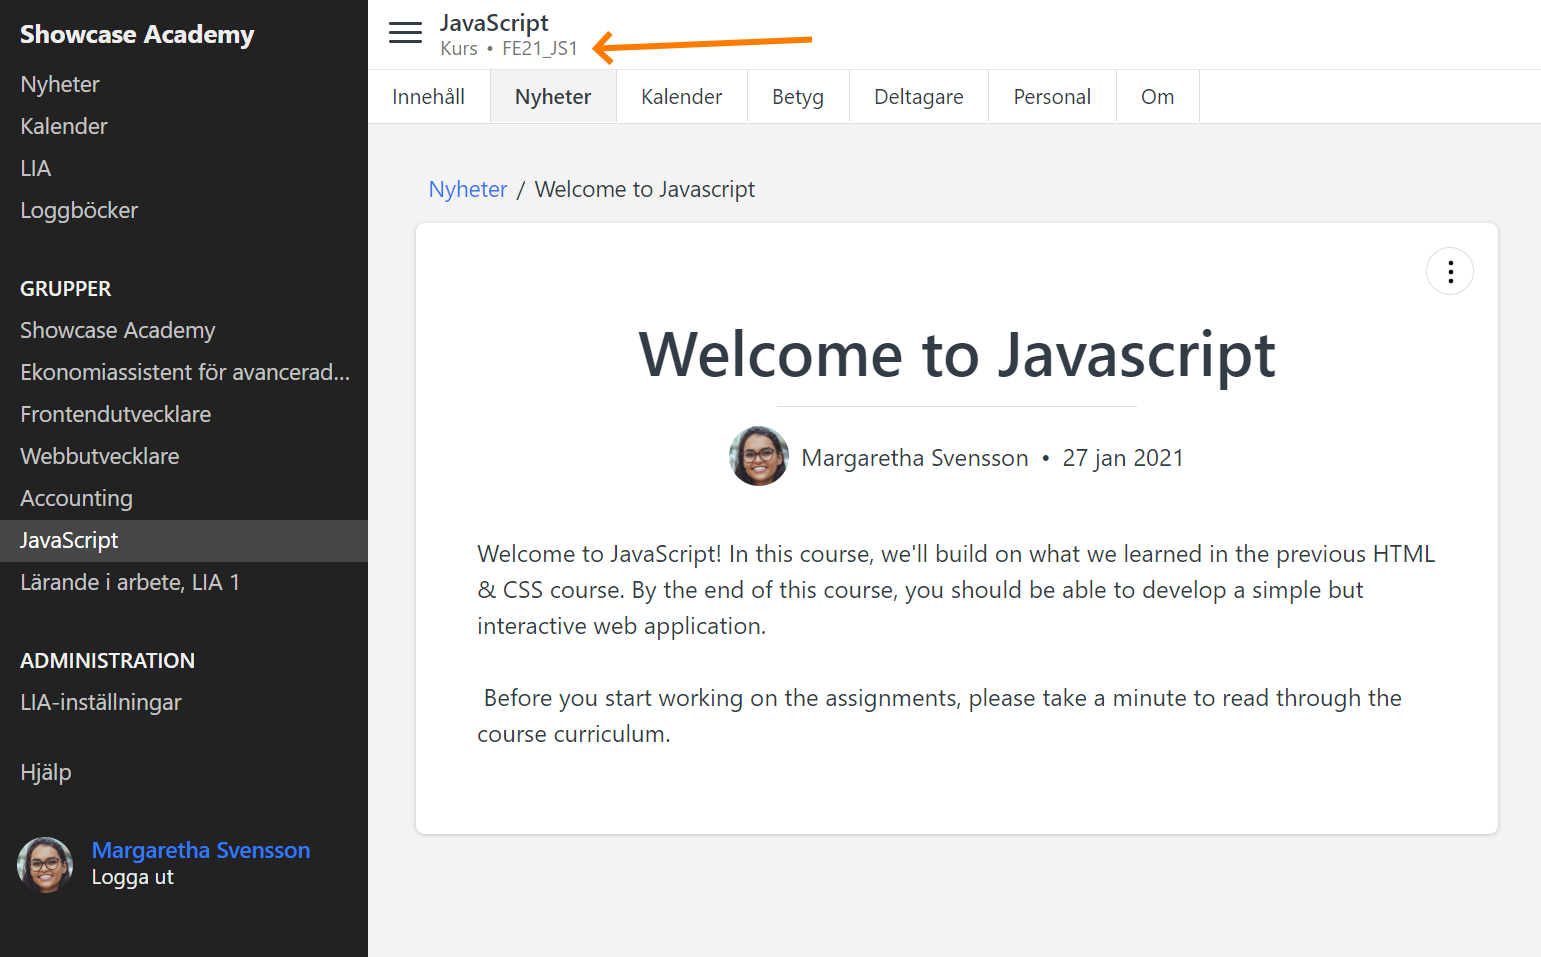 Showcase Academy
Nyheter
Kalender
LIA
Loggböcker
GRUPPER
Showcase Academy
Ekonomiassistent för avancerad...
Frontendutvecklare
Webbutvecklare
Accounting
JavaScript
Lärande i arbete, LIA 1
ADMINISTRATION
LIA-inställningar
Hjälp
Margaretha Svensson
Logga ut
JavaScript
Kurs • FE21_JS1
Innehåll Nyheter Kalender Betyg Deltagare Personal Om
Nyheter / Welcome to Javascript
Welcome to Javascript
Margaretha Svensson • 27 jan 2021
Welcome to JavaScript! In this course, we'll build on what we learned in the previous HTML
& CSS course. By the end of this course, you should be able to develop a simple but
interactive web application.
Before you start working on the assignments, please take a minute to read through the
course curriculum.